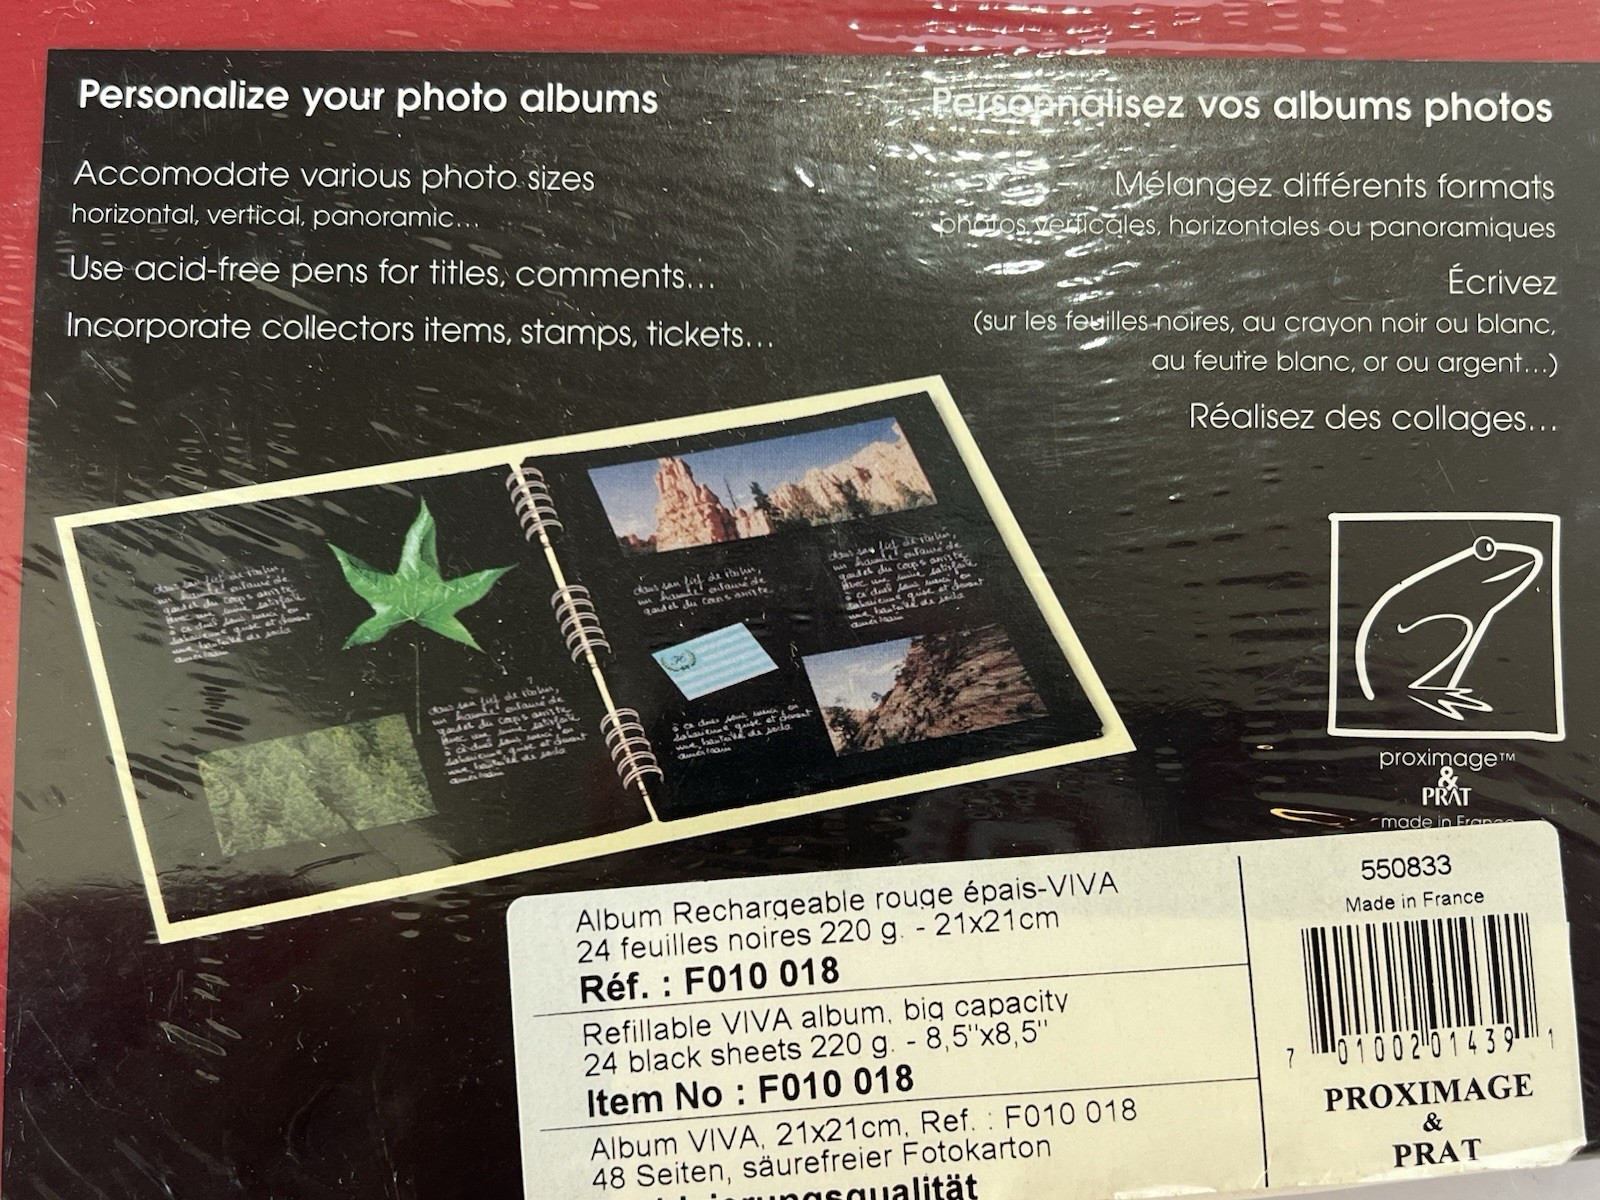 Personalize your photo albums
Accomodate various photo sizes
horizontal, vertical, panoramic...
Use acid-free pens for titles, comments...
Incorporate collectors items, stamps, tickets...
Personnalisez vos albums photos
Mélangez différents formats
photos verticales, horizontales ou panoramiques
Écrivez
(sur les feuilles noires, au crayon noir ou blanc,
au feutre blanc, or ou argent...)
Réalisez des collages...
proximage™
&
PRAT
made in France
Album Rechargeable rouge épais-VIVA
24 feuilles noires 220 g. - 21x21cm
Réf. : F010 018
Refillable VIVA album, big capacity
24 black sheets 220 g. - 8,5"x8,5"
Item No : F010 018
Album VIVA, 21x21cm, Ref. : F010 018
48 Seiten, säurefreier Fotokarton
550833
Made in France
7 01002 01439 1
PROXIMAGE
&
PRAT